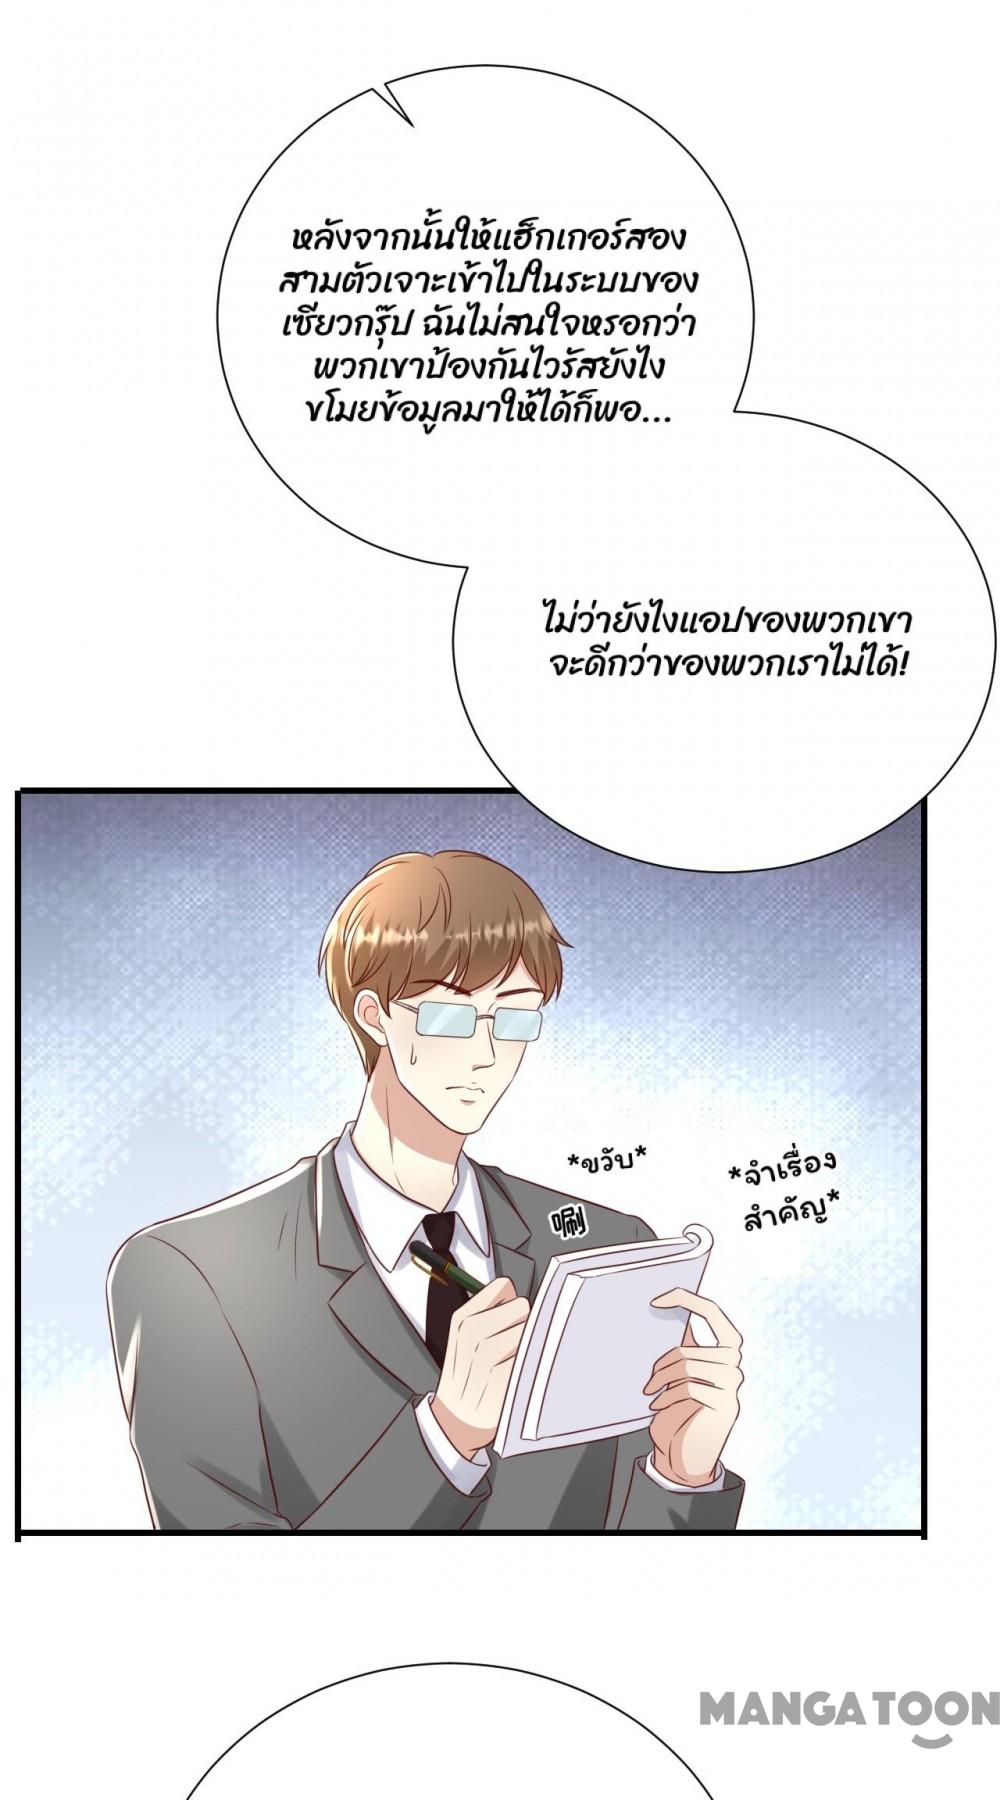 หลังจากนั้นให้แฮ็กเกอร์สอง
สามตัวเจาะเข้าไปในระบบของ
เซียวกรุ๊ป ฉันไม่สนใจหรอกว่า
พวกเขาป้องกันไวรัสยังไง
ขโมยข้อมูลมาให้ได้ก็พอ...
ไม่ว่ายังไงแอปของพวกเขา
จะดีกว่าของพวกเราไม่ได้!
*ขวับ*
*จำเรื่อง
สำคัญ*
唰
MANGATOON